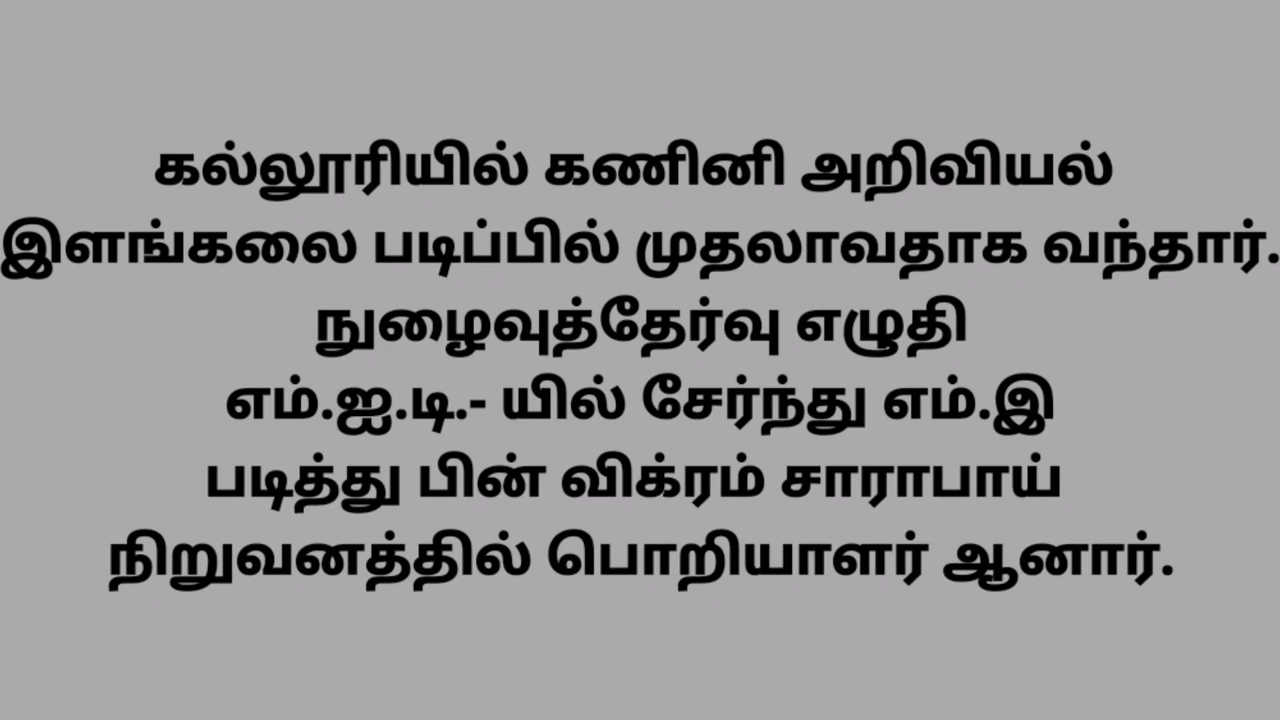 கல்லூரியில் கணினி அறிவியல்
இளங்கலை படிப்பில் முதலாவதாக வந்தார்.
நுழைவுத்தேர்வு எழுதி
எம்.ஐ.டி.- யில் சேர்ந்து எம்.இ
படித்து பின் விக்ரம் சாராபாய்
நிறுவனத்தில் பொறியாளர் ஆனார்.